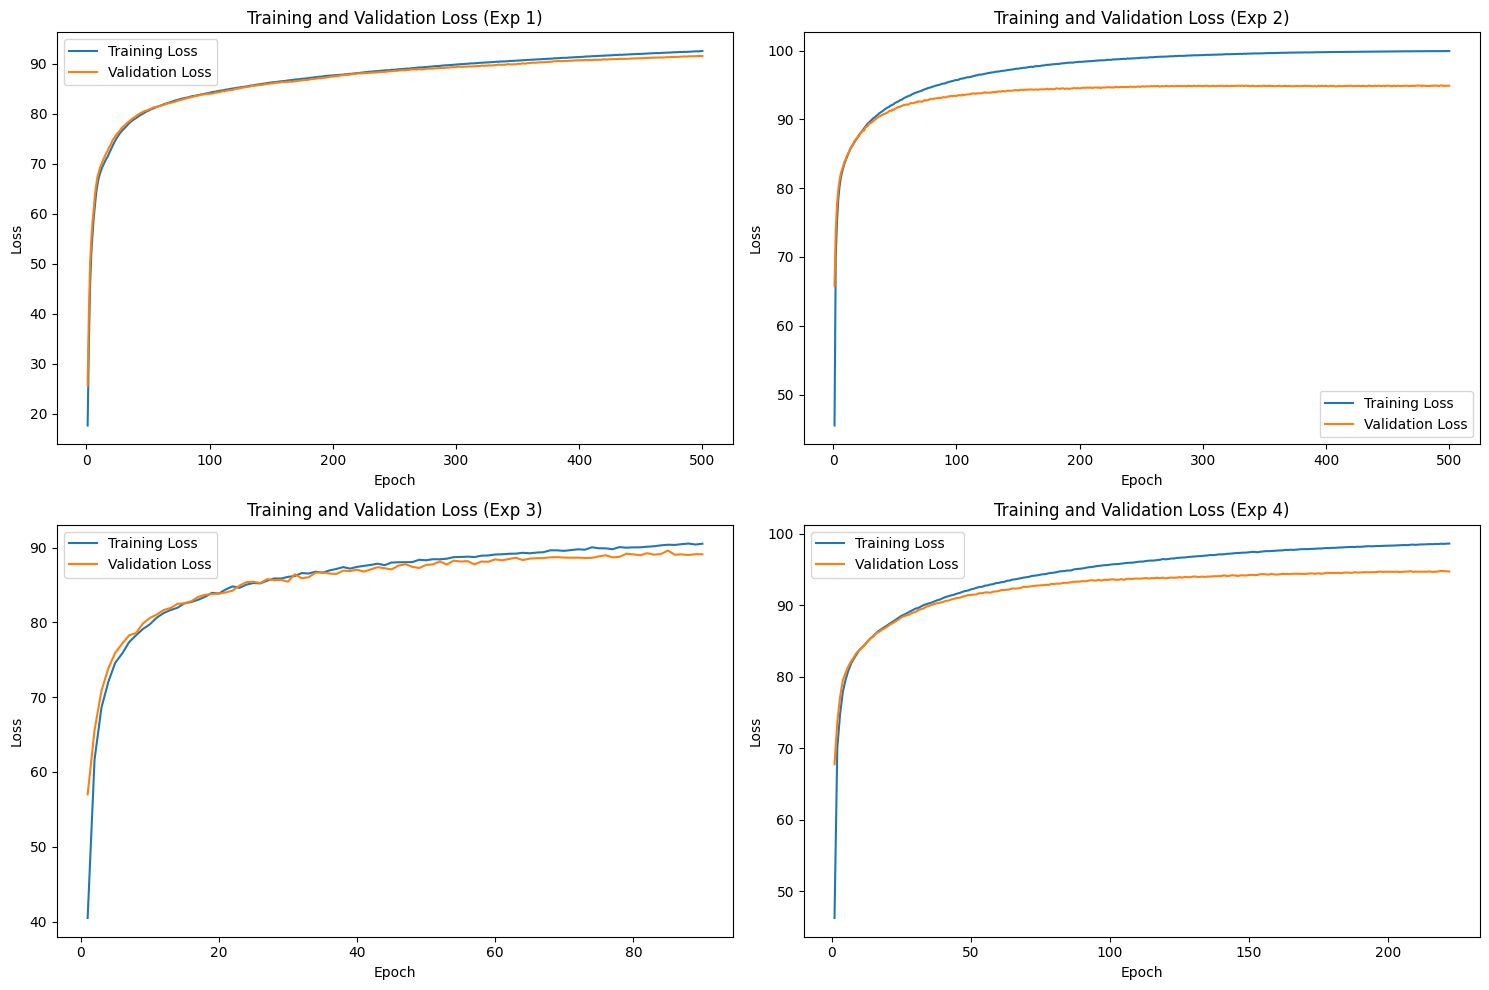 Training and Validation Loss (Exp 1)
Training Loss
Validation Loss
90
80
70
60
50
40
30
20
Loss
0 100 200 300 400 500
Epoch
Training and Validation Loss (Exp 2)
100
90
80
70
60
50
Loss
Training Loss
Validation Loss
0 100 200 300 400 500
Epoch
Training and Validation Loss (Exp 3)
Training Loss
Validation Loss
90
80
70
60
50
40
Loss
0 20 40 60 80
Epoch
Training and Validation Loss (Exp 4)
Training Loss
Validation Loss
100
90
80
70
60
50
Loss
0 50 100 150 200
Epoch